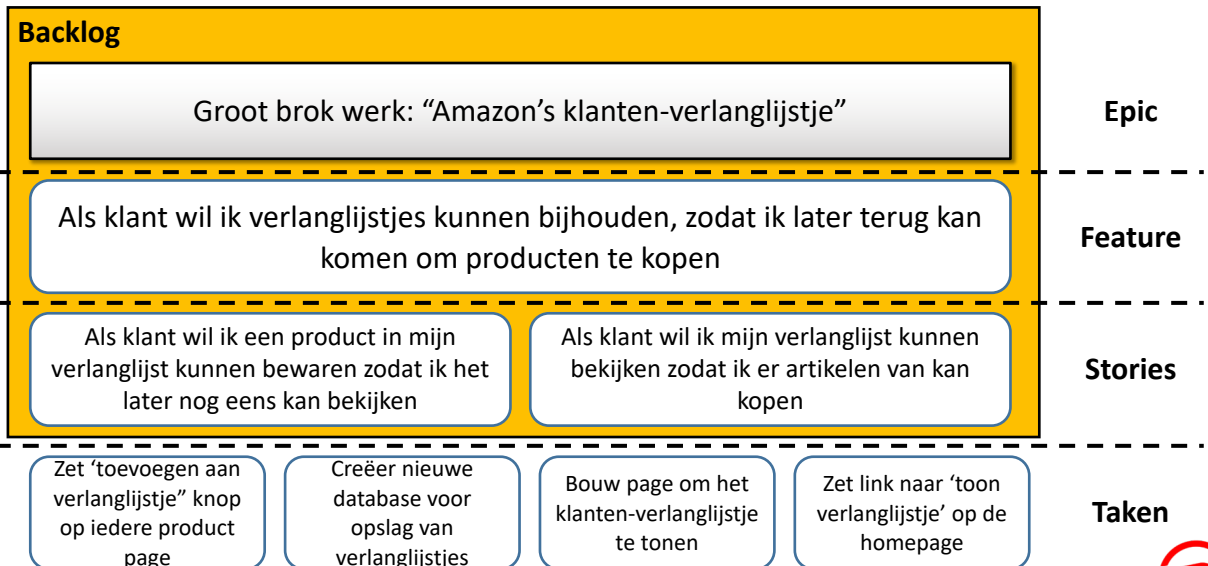 Backlog
Groot brok werk: “Amazon’s klanten-verlanglijstje”
Epic
Als klant wil ik verlanglijstjes kunnen bijhouden, zodat ik later terug kan
komen om producten te kopen
Feature
Als klant wil ik een product in mijn
verlanglijst kunnen bewaren zodat ik het
later nog eens kan bekijken
Als klant wil ik mijn verlanglijst kunnen
bekijken zodat ik er artikelen van kan
kopen
Stories
Zet ‘toevoegen aan
verlanglijstje” knop
op iedere product
page
Creëer nieuwe
database voor
opslag van
verlanglijstjes
Bouw page om het
klanten-verlanglijstje
te tonen
Zet link naar ‘toon
verlanglijstje’ op de
homepage
Taken